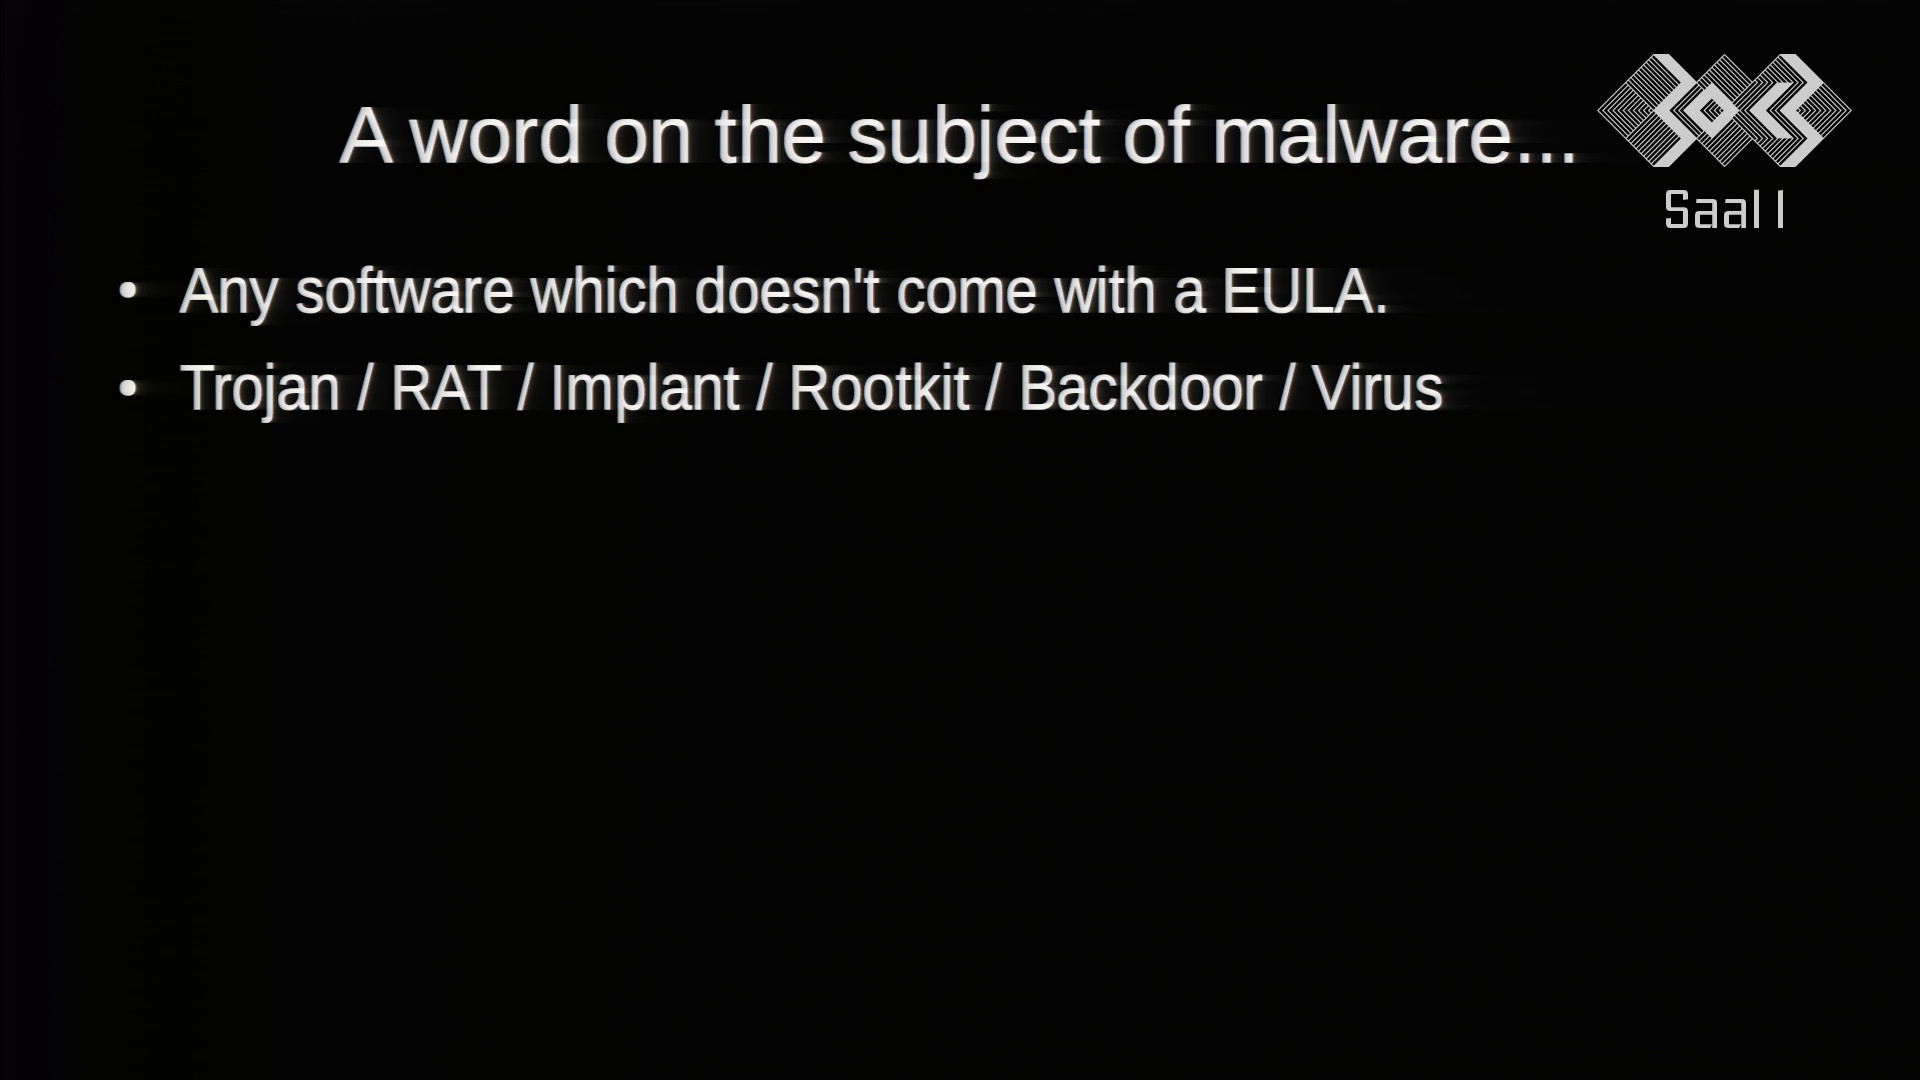 A word on the subject of malware...
Saal 1
• Any software which doesn't come with a EULA.
• Trojan / RAT / Implant / Rootkit / Backdoor / Virus